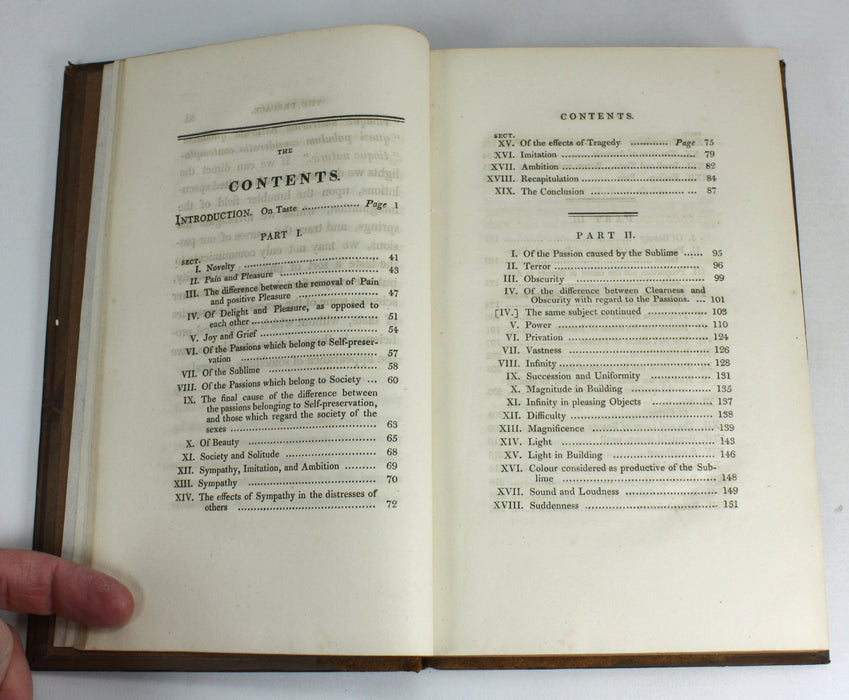 THE
CONTENTS.
INTRODUCTION. On Taste .................. Page 1
PART I.
SECT.
I. Novelty .................. 41
II. Pain and Pleasure .................. 43
III. The difference between the removal of Pain
and positive Pleasure .................. 47
IV. Of Delight and Pleasure, as opposed to
each other .................. 51
V. Joy and Grief .................. 54
VI. Of the Passions which belong to Self-preser-
vation .................. 57
VII. Of the Sublime .................. 58
VIII. Of the Passions which belong to Society ... 60
IX. The final cause of the difference between
the passions belonging to Self-preservation,
and those which regard the society of the
sexes .................. 63
X. Of Beauty .................. 65
XI. Society and Solitude .................. 68
XII. Sympathy, Imitation, and Ambition ......... 69
XIII. Sympathy .................. 70
XIV. The effects of Sympathy in the distresses of
others .................. 72
CONTENTS.
SECT.
XV. Of the effects of Tragedy ............ Page 75
XVI. Imitation .................. 79
XVII. Ambition .................. 82
XVIII. Recapitulation .................. 84
XIX. The Conclusion .................. 87
PART II.
I. Of the Passion caused by the Sublime ...... 95
II. Terror .................. 96
III. Obscurity .................. 99
IV. Of the difference between Clearness and
Obscurity with regard to the Passions. ... 101
[IV.] The same subject continued .................. 103
V. Power .................. 110
VI. Privation .................. 124
VII. Vastness .................. 126
VIII. Infinity .................. 128
IX. Succession and Uniformity .................. 131
X. Magnitude in Building .................. 135
XI. Infinity in pleasing Objects .................. 137
XII. Difficulty .................. 138
XIII. Magnificence .................. 139
XIV. Light .................. 143
XV. Light in Building .................. 146
XVI. Colour considered as productive of the Sub-
lime .................. 148
XVII. Sound and Loudness .................. 149
XVIII. Suddenness .................. 151